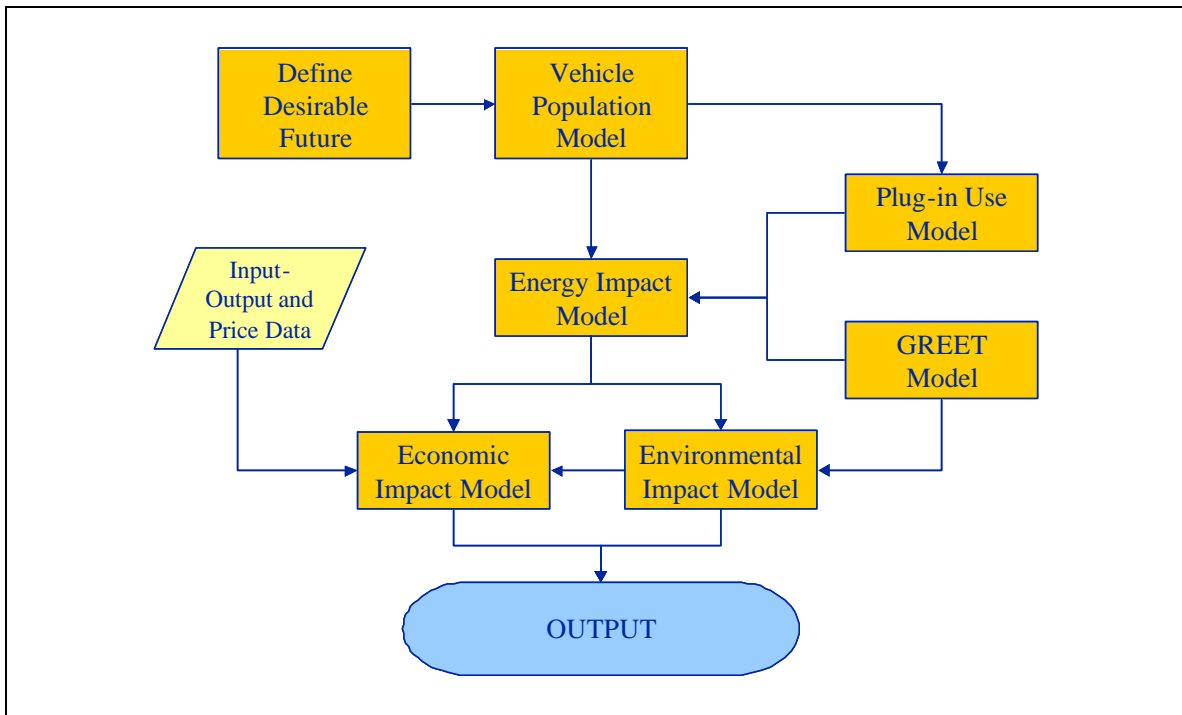 Define
Desirable
Future
Vehicle
Population
Model
Plug-in Use
Model
Input-
Output and
Price Data
Energy Impact
Model
GREET
Model
Economic
Impact Model
Environmental
Impact Model
OUTPUT